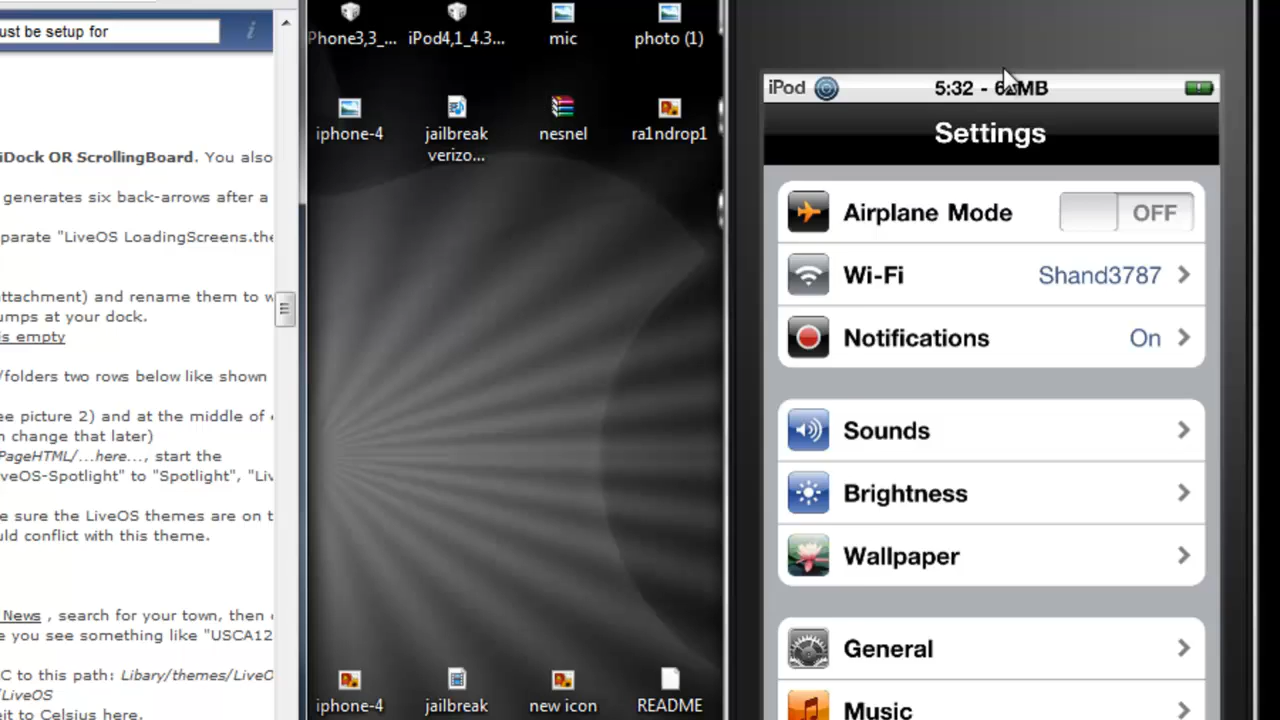 ust be setup for
iDock OR ScrollingBoard. You also
generates six back-arrows after a
parate "LiveOS LoadingScreens.the
attachment) and rename them to w
umps at your dock.
is empty
/folders two rows below like shown
ee picture 2) and at the middle of
n change that later)
PageHTML/...here..., start the
veOS-Spotlight" to "Spotlight", "Liv
e sure the LiveOS themes are on t
uld conflict with this theme.
News , search for your town, then
e you see something like "USCA12
C to this path: Libary/themes/LiveO
/LiveOS
eit to Celsius here.
Phone3,3_...
iPod4,1_4.3...
mic
photo (1)
iphone-4
jailbreak
verizo...
nesnel
ra1ndrop1
iphone-4
jailbreak
new icon
README
iPod
5:32 - 6 MB
Settings
Airplane Mode
OFF
Wi-Fi
Shand3787
Notifications
On
Sounds
Brightness
Wallpaper
General
Music